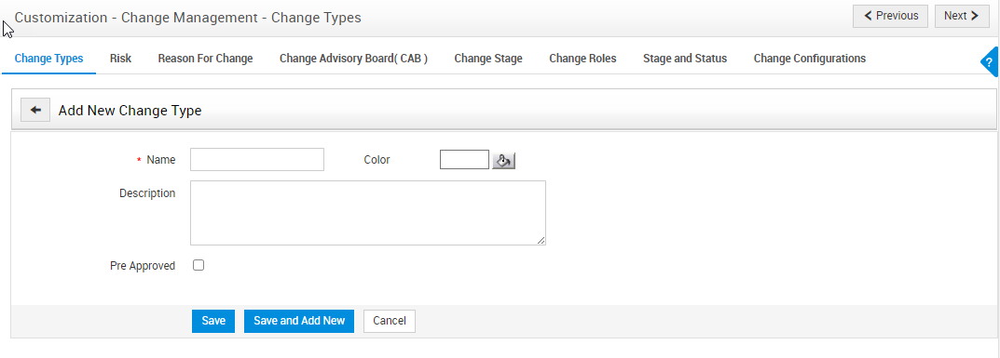 Customization - Change Management - Change Types
Previous
Next
Change Types Risk Reason For Change Change Advisory Board( CAB ) Change Stage Change Roles Stage and Status Change Configurations
?
Add New Change Type
* Name
Color
Description
Pre Approved
Save Save and Add New Cancel